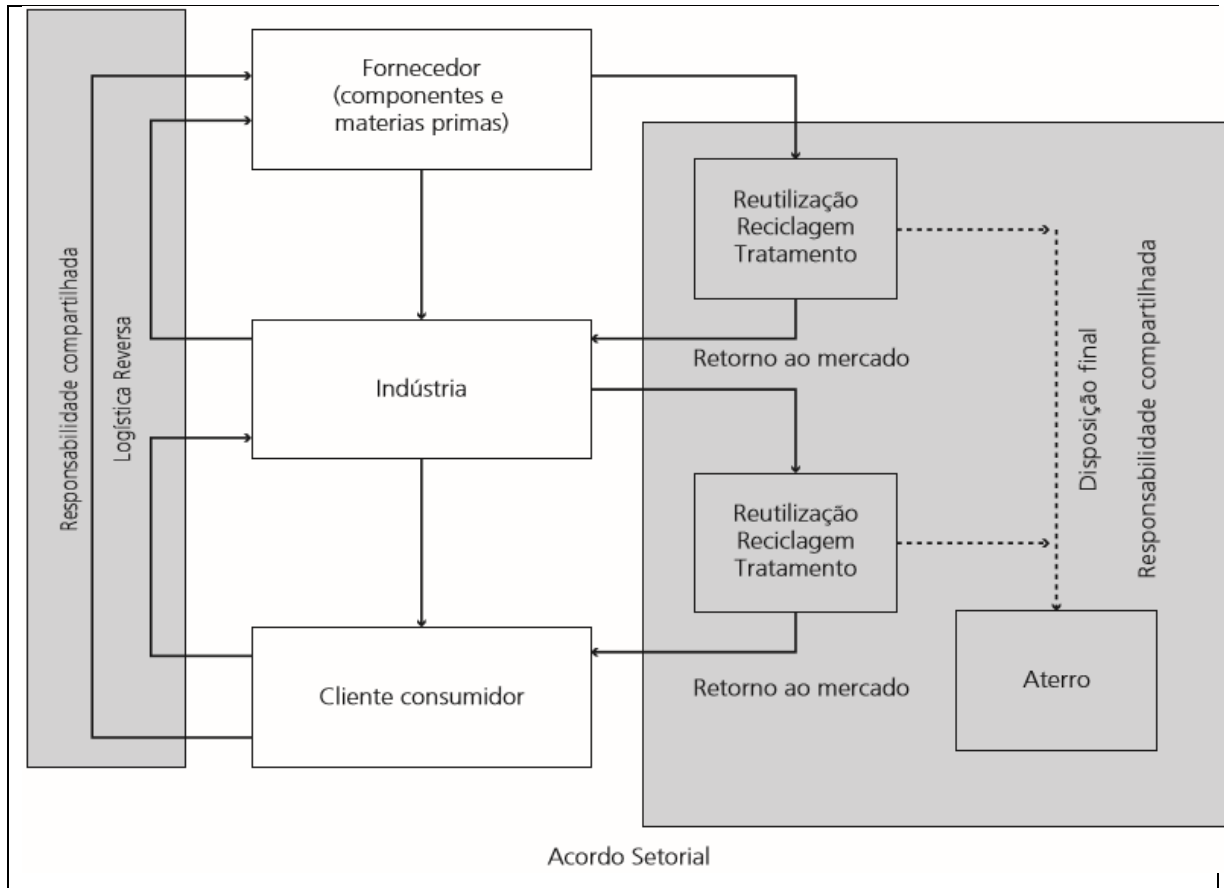 Fornecedor
(componentes e
materias primas)
Reutilização
Reciclagem
Tratamento
Responsabilidade compartilhada
Logística Reversa
Indústria
Retorno ao mercado
Disposição final
Responsabilidade compartilhada
Reutilização
Reciclagem
Tratamento
Cliente consumidor
Retorno ao mercado
Aterro
Acordo Setorial